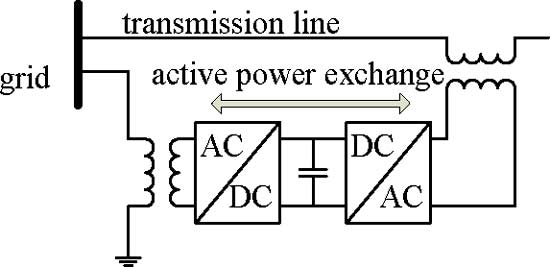 transmission line
grid
active power exchange
AC
DC
DC
AC